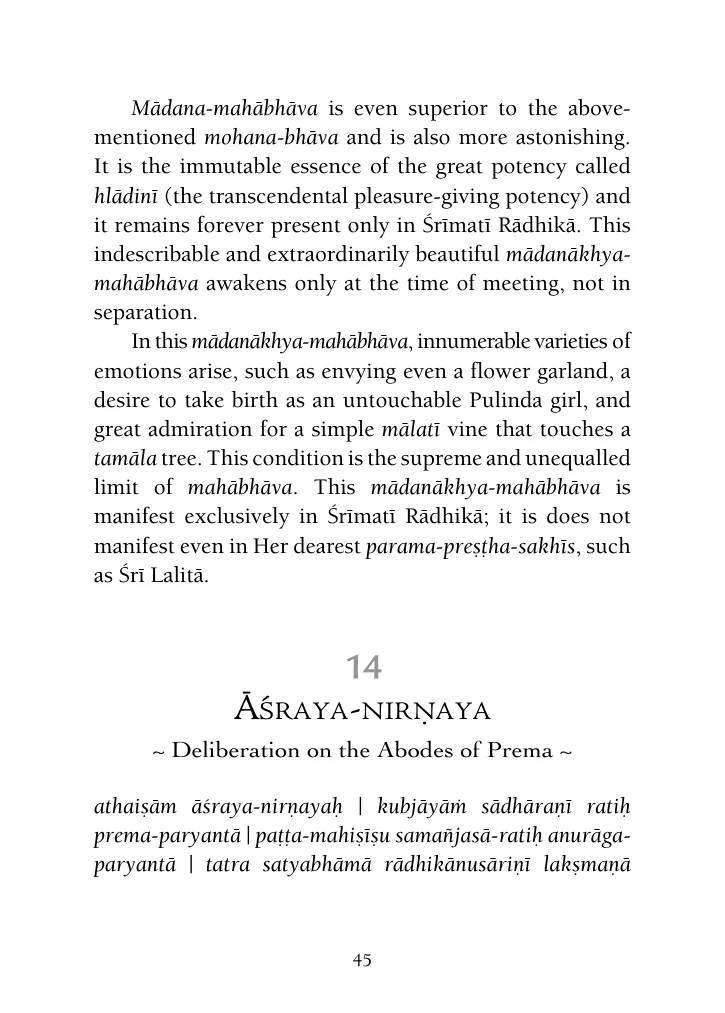 Mādana-mahābhāva is even superior to the above-
mentioned mohana-bhāva and is also more astonishing.
It is the immutable essence of the great potency called
hlādinī (the transcendental pleasure-giving potency) and
it remains forever present only in Śrīmatī Rādhikā. This
indescribable and extraordinarily beautiful mādanākhya-
mahābhāva awakens only at the time of meeting, not in
separation.
In this mādanākhya-mahābhāva, innumerable varieties of
emotions arise, such as envying even a flower garland, a
desire to take birth as an untouchable Pulinda girl, and
great admiration for a simple mālatī vine that touches a
tamāla tree. This condition is the supreme and unequalled
limit of mahābhāva. This mādanākhya-mahābhāva is
manifest exclusively in Śrīmatī Rādhikā; it is does not
manifest even in Her dearest parama-preṣṭha-sakhīs, such
as Śrī Lalitā.
14
Āśraya-nirṇaya
~ Deliberation on the Abodes of Prema ~
athaiṣām āśraya-nirṇayaḥ | kubjāyāṁ sādhāraṇī ratiḥ
prema-paryantā | paṭṭa-mahiṣīṣu samañjasā-ratiḥ anurāga-
paryantā | tatra satyabhāmā rādhikānusāriṇī lakṣmaṇā
45